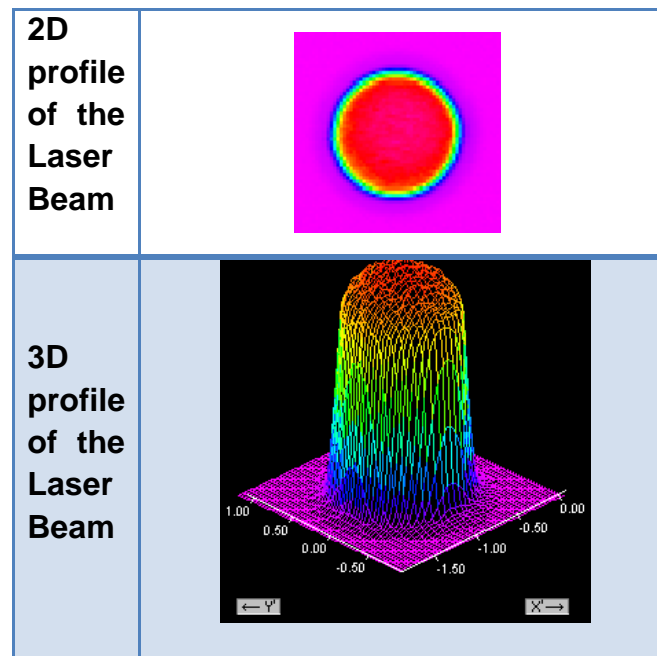 2D
profile
of the
Laser
Beam
3D
profile
of the
Laser
Beam
1.00
0.50
0.00
-0.50
0.00
-0.50
-1.00
-1.50
← Y'
X' →